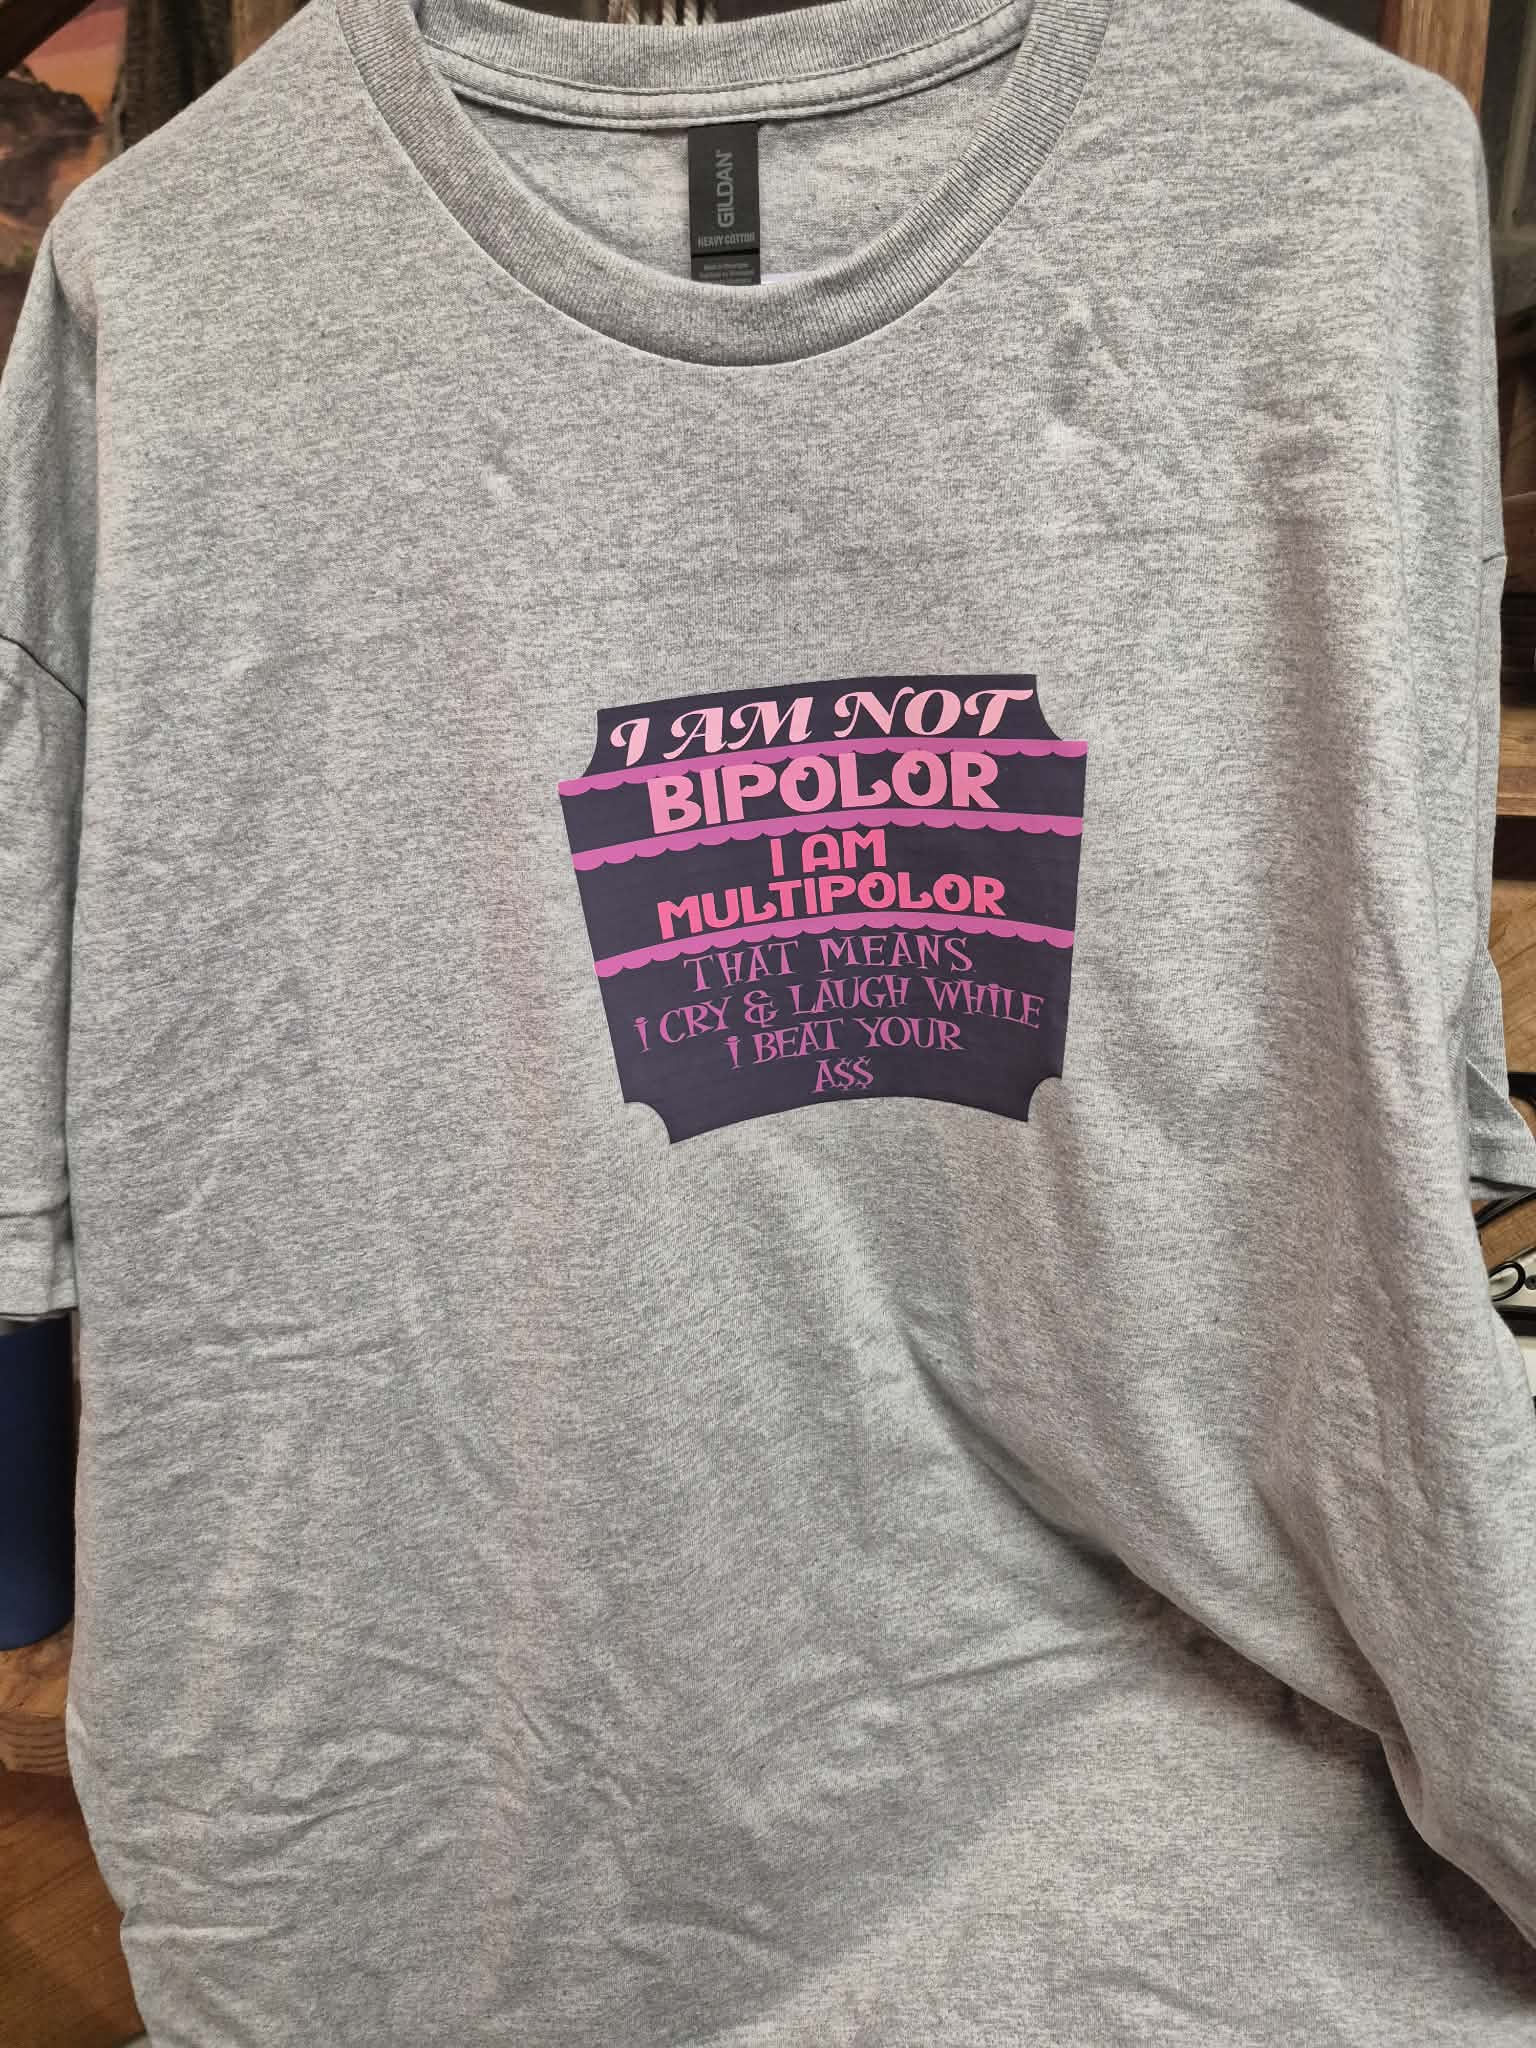 GILDAN
HEAVY COTTON
I AM NOT
BIPOLOR
I AM
MULTIPOLOR
THAT MEANS
I CRY & LAUGH WHILE
I BEAT YOUR
A$$